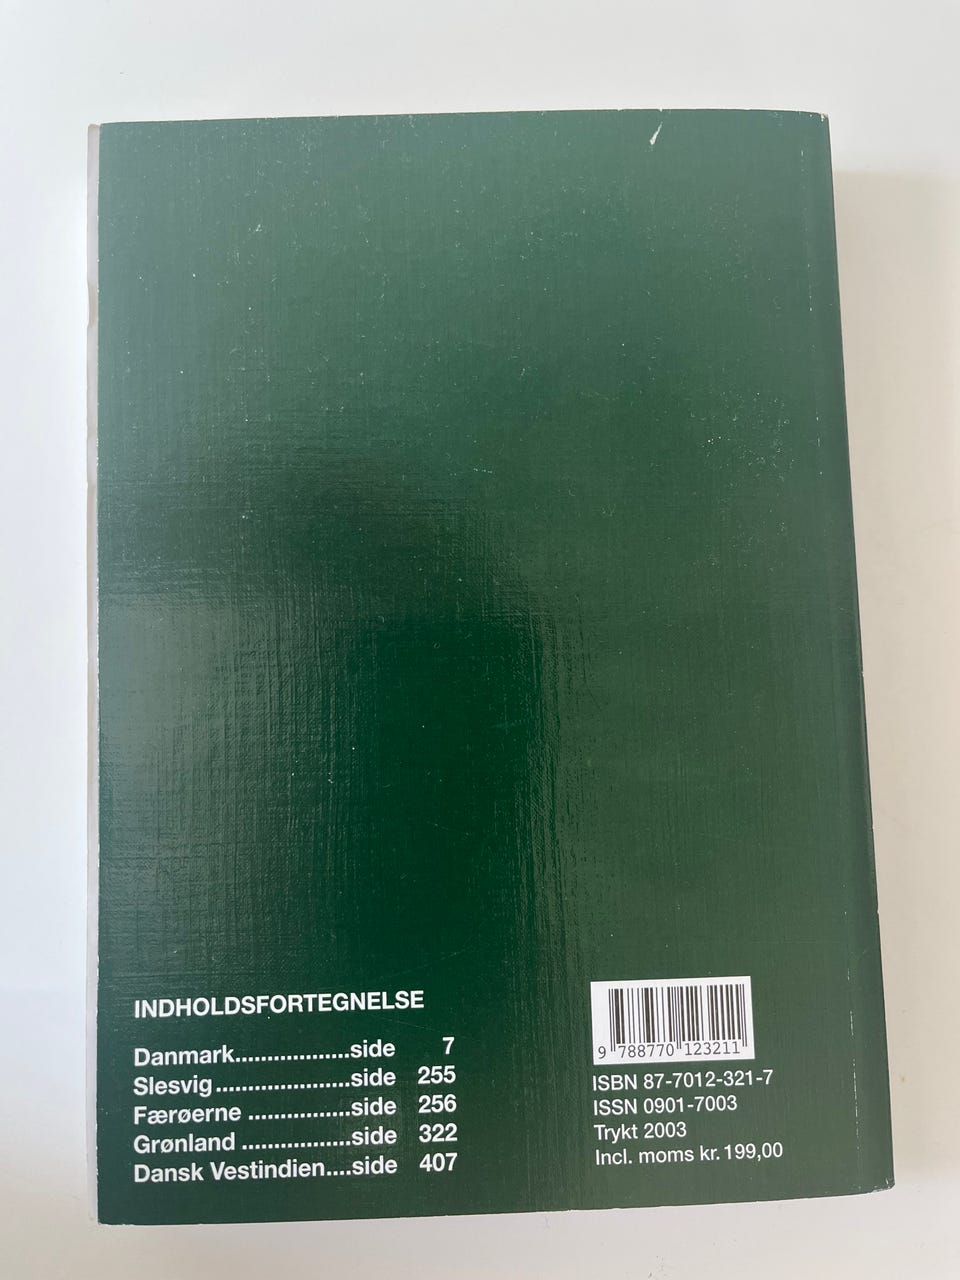 INDHOLDSFORTEGNELSE
Danmark...................side 7
Slesvig......................side 255
Færøerne .................side 256
Grønland ..................side 322
Dansk Vestindien....side 407
9 788770 123211
ISBN 87-7012-321-7
ISSN 0901-7003
Trykt 2003
Incl. moms kr. 199,00